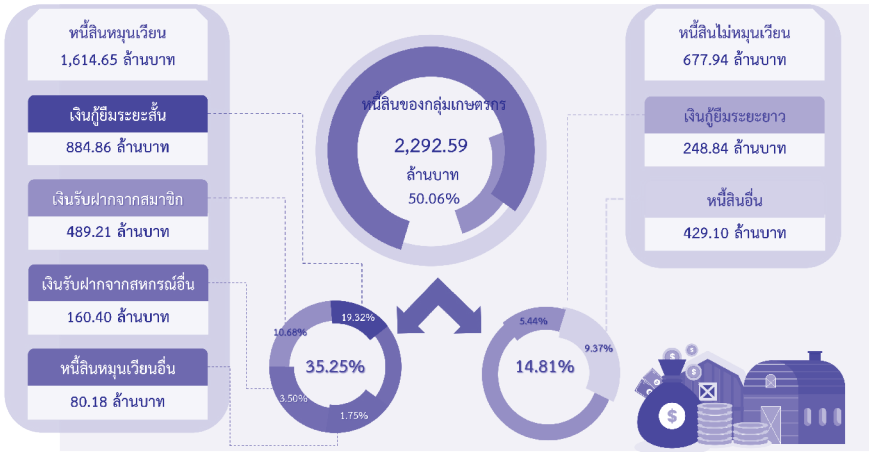 หนี้สินหมุนเวียน
1,614.65 ล้านบาท
เงินกู้ยืมระยะสั้น
884.86 ล้านบาท
เงินรับฝากจากสมาชิก
489.21 ล้านบาท
เงินรับฝากจากสหกรณ์อื่น
160.40 ล้านบาท
หนี้สินหมุนเวียนอื่น
80.18 ล้านบาท
หนี้สินของกลุ่มเกษตรกร
2,292.59
ล้านบาท
50.06%
หนี้สินไม่หมุนเวียน
677.94 ล้านบาท
เงินกู้ยืมระยะยาว
248.84 ล้านบาท
หนี้สินอื่น
429.10 ล้านบาท
19.32%
10.68%
35.25%
3.50%
1.75%
5.44%
9.37%
14.81%
$
$
$
$